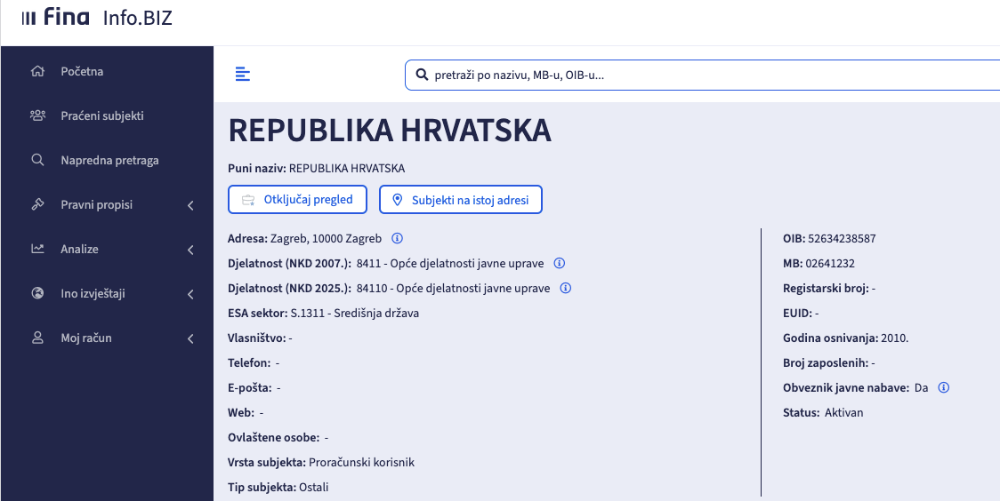 Fina Info.BIZ
Početna
Praćeni subjekti
Napredna pretraga
Pravni propisi
Analize
Ino izvještaji
Moj račun
pretraži po nazivu, MB-u, OIB-u...
REPUBLIKA HRVATSKA
Puni naziv: REPUBLIKA HRVATSKA
Otključaj pregled
Subjekti na istoj adresi
Adresa: Zagreb, 10000 Zagreb
Djelatnost (NKD 2007.): 8411 - Opće djelatnosti javne uprave
Djelatnost (NKD 2025.): 84110 - Opće djelatnosti javne uprave
ESA sektor: S.1311 - Središnja država
Vlasništvo: -
Telefon: -
E-pošta: -
Web: -
Ovlaštene osobe: -
Vrsta subjekta: Proračunski korisnik
Tip subjekta: Ostali
OIB: 52634238587
MB: 02641232
Registarski broj: -
EUID: -
Godina osnivanja: 2010.
Broj zaposlenih: -
Obveznik javne nabave: Da
Status: Aktivan